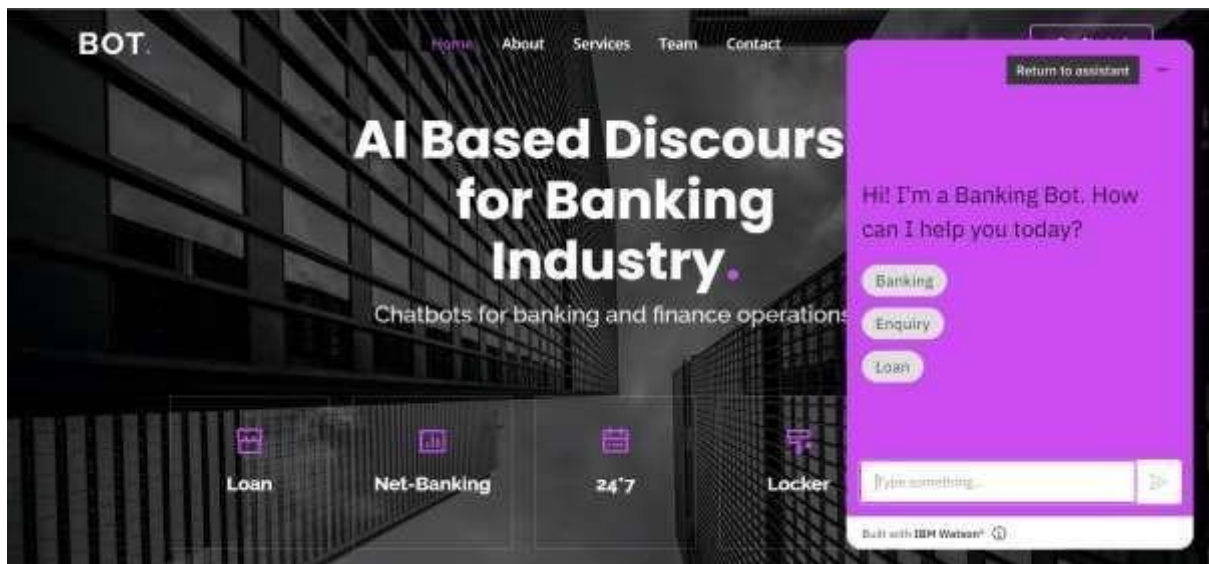 BOT.
Home About Services Team Contact
Return to assistant
AI Based Discours
for Banking
Industry.
Chatbots for banking and finance operations
Hi! I'm a Banking Bot. How
can I help you today?
Banking
Enquiry
Loan
Loan
Net-Banking
24*7
Locker
Type something...
Built with IBM Watson®